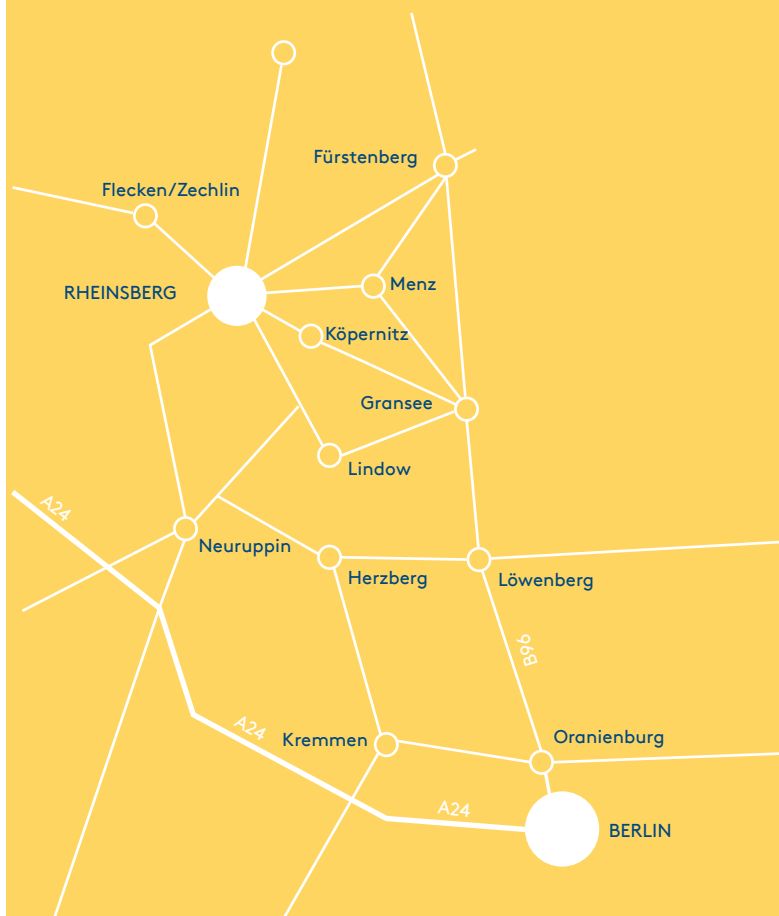 Fürstenberg
Flecken/Zechlin
RHEINSBERG
Menz
Köpernitz
Gransee
Lindow
A24
Neuruppin
Herzberg
Löwenberg
B96
A24
Kremmen
Oranienburg
A24
BERLIN